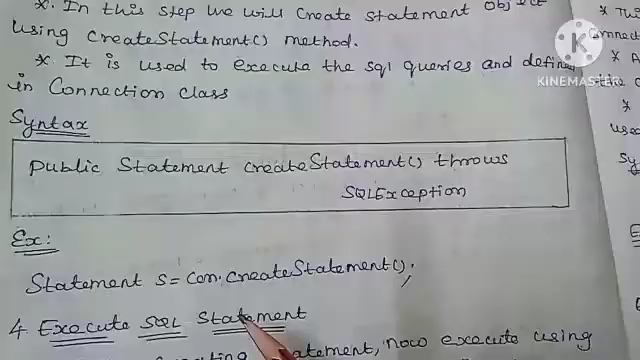 *. In this step we will create statement object
using createStatement() method.
*. It is used to execute the sql queries and defined
in Connection class
Syntax
public Statement createStatement() throws
SQLException
Ex:
Statement s = con.createStatement();
4 Execute SQL Statement
statement, now execute using
KINEMASTER